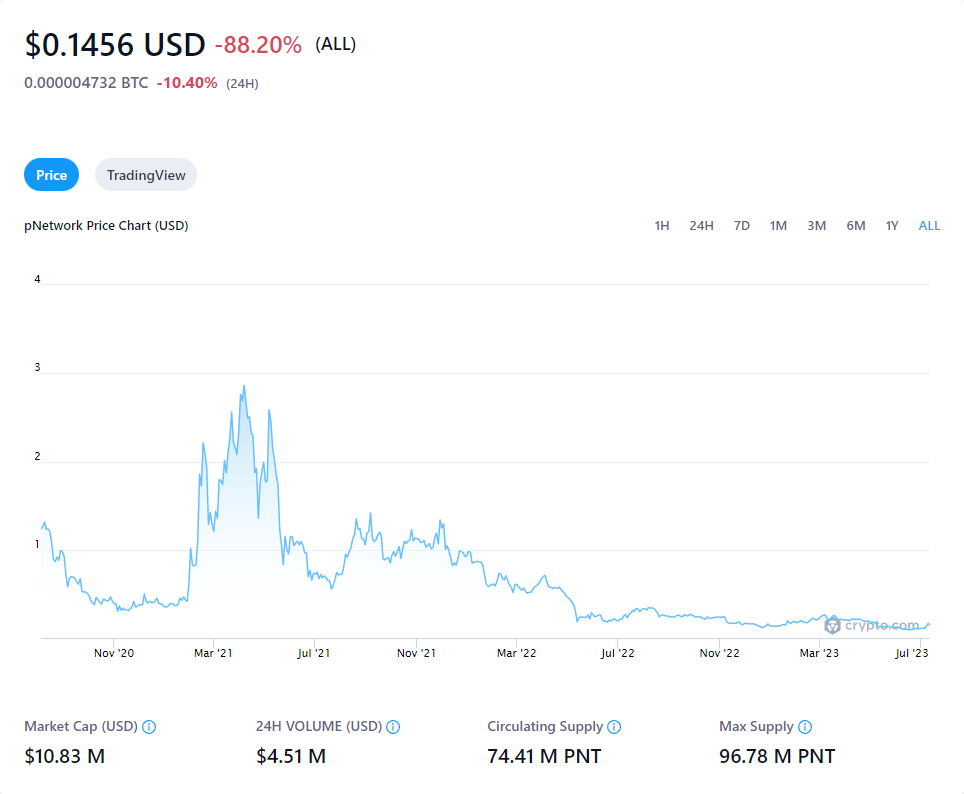 $0.1456 USD -88.20% (ALL)
0.000004732 BTC -10.40% (24H)
Price TradingView
pNetwork Price Chart (USD) 1H 24H 7D 1M 3M 6M 1Y ALL
4
3
2
1
crypto.com
Nov '20 Mar '21 Jul '21 Nov '21 Mar '22 Jul '22 Nov '22 Mar '23 Jul '23
Market Cap (USD) 24H VOLUME (USD) Circulating Supply Max Supply
$10.83 M $4.51 M 74.41 M PNT 96.78 M PNT